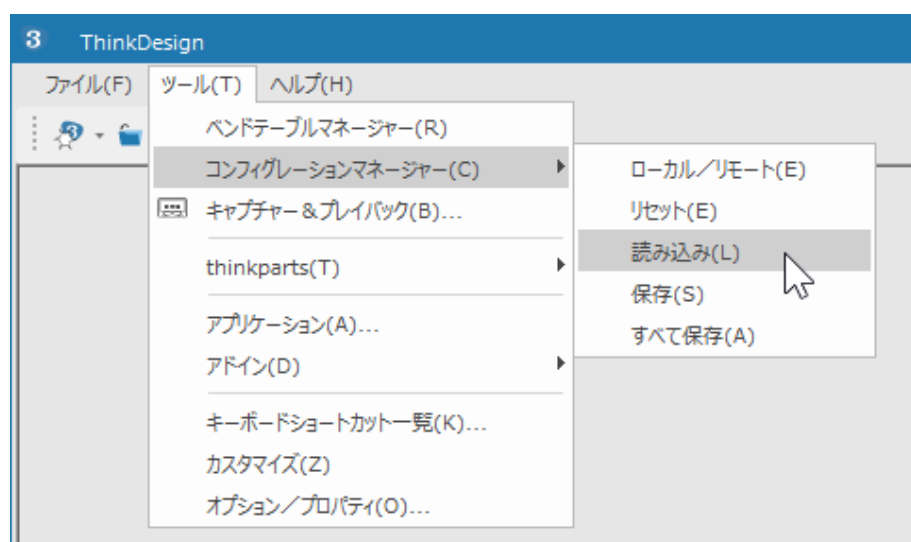 3 ThinkDesign
ファイル(F) ツール(T) ヘルプ(H)
ベンドテーブルマネージャー(R)
コンフィグレーションマネージャー(C)
キャプチャー&プレイバック(B)...
thinkparts(T)
アプリケーション(A)...
アドイン(D)
キーボードショートカット一覧(K)...
カスタマイズ(Z)
オプション／プロパティ(O)...
ローカル／リモート(E)
リセット(E)
読み込み(L)
保存(S)
すべて保存(A)